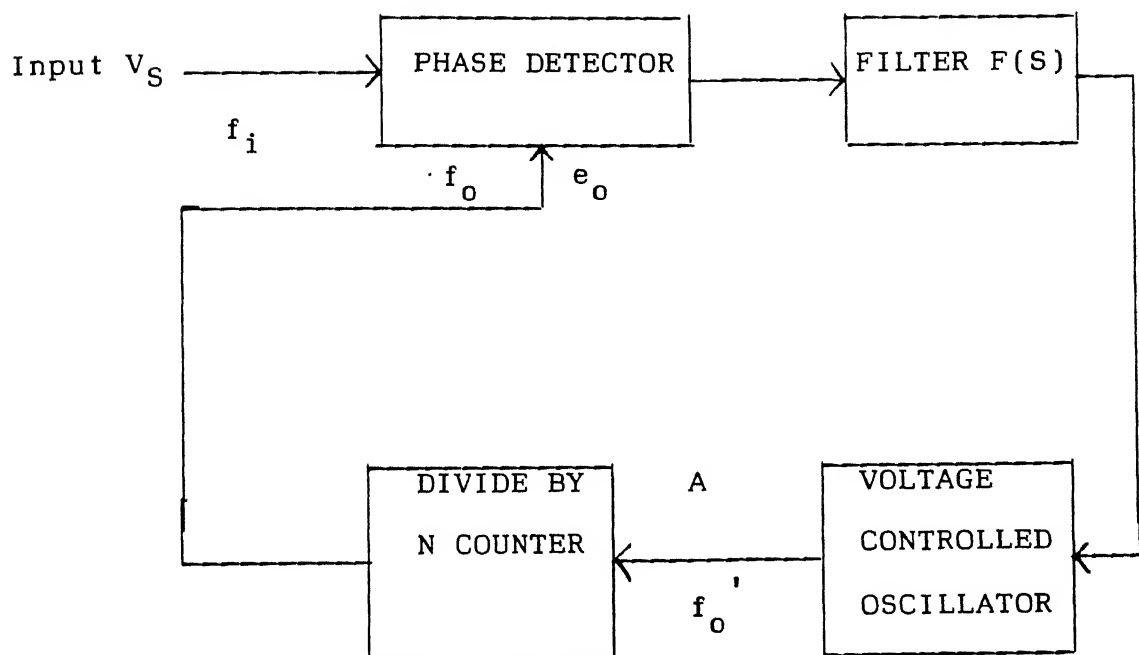 Input V_S
f_i
PHASE DETECTOR
FILTER F(S)
f_o
e_o
DIVIDE BY
N COUNTER
A
f_o'
VOLTAGE
CONTROLLED
OSCILLATOR